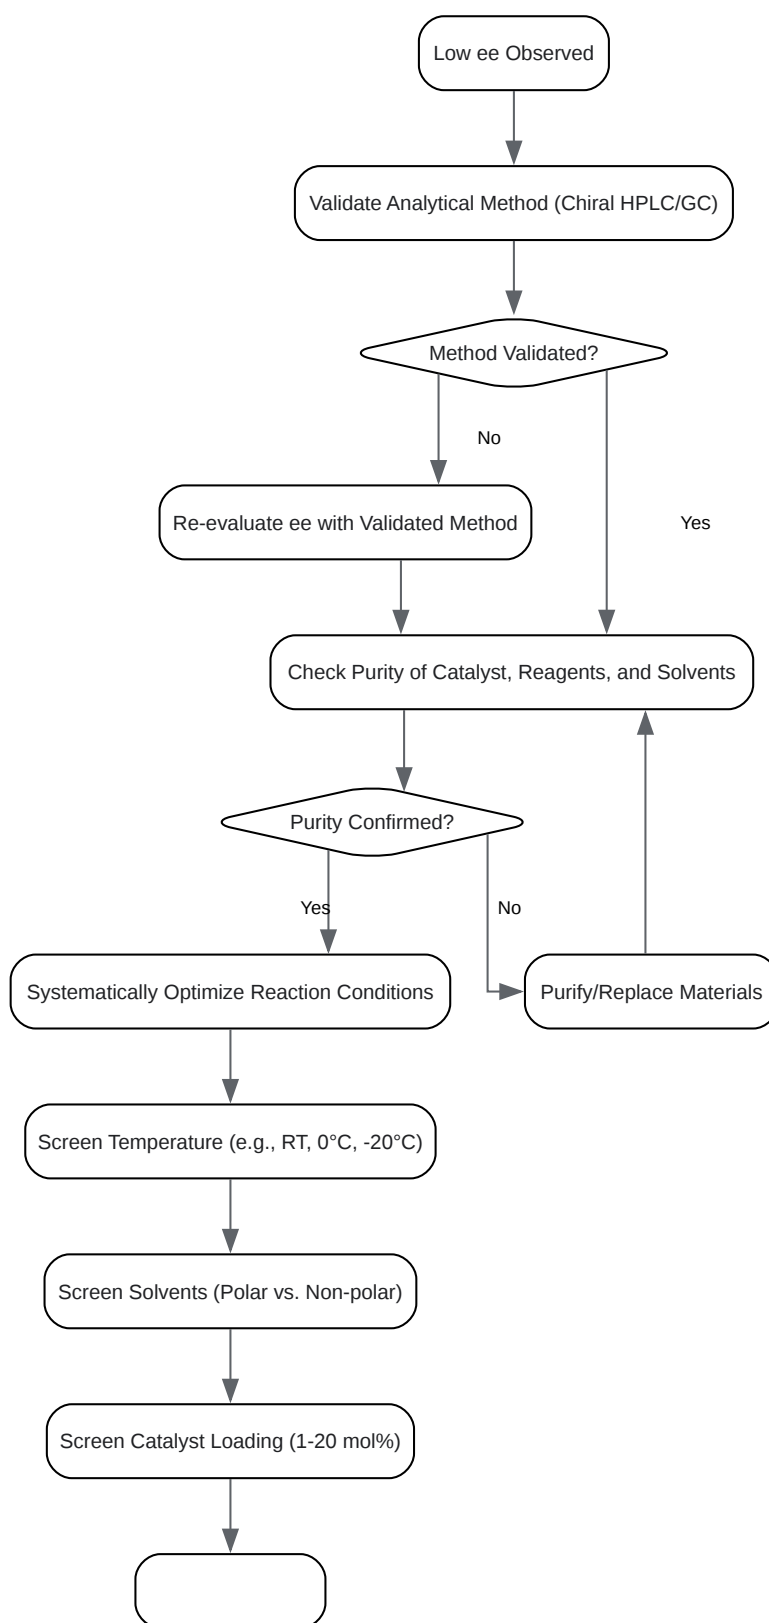 Low ee Observed
Validate Analytical Method (Chiral HPLC/GC)
Method Validated?
No
Re-evaluate ee with Validated Method
Yes
Check Purity of Catalyst, Reagents, and Solvents
Purity Confirmed?
Yes
No
Systematically Optimize Reaction Conditions
Purify/Replace Materials
Screen Temperature (e.g., RT, 0°C, -20°C)
Screen Solvents (Polar vs. Non-polar)
Screen Catalyst Loading (1-20 mol%)